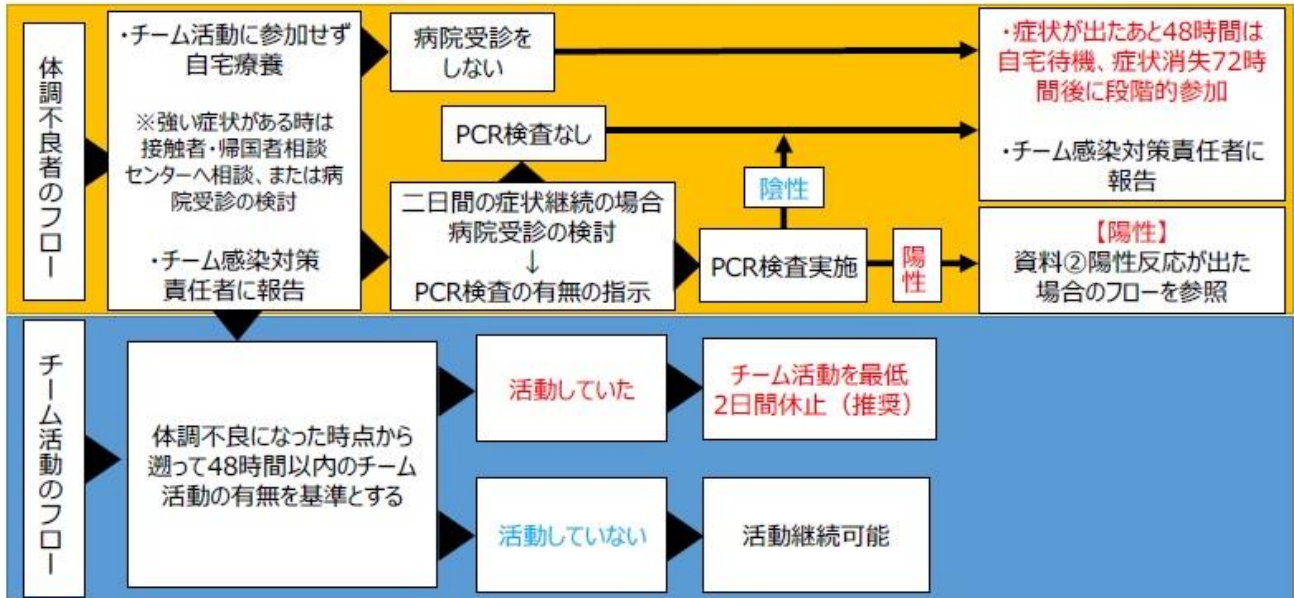 体調不良者のフロー
・チーム活動に参加せず
自宅療養
※強い症状がある時は
接触者・帰国者相談
センターへ相談、または病
院受診の検討
・チーム感染対策
責任者に報告
病院受診を
しない
PCR検査なし
二日間の症状継続の場合
病院受診の検討
↓
PCR検査の有無の指示
陰性
PCR検査実施
陽性
・症状が出たあと48時間は
自宅待機、症状消失72時
間後に段階的参加
・チーム感染対策責任者に
報告
【陽性】
資料②陽性反応が出た
場合のフローを参照
チーム活動のフロー
体調不良になった時点から
遡って48時間以内のチーム
活動の有無を基準とする
活動していた
チーム活動を最低
2日間休止（推奨）
活動していない
活動継続可能